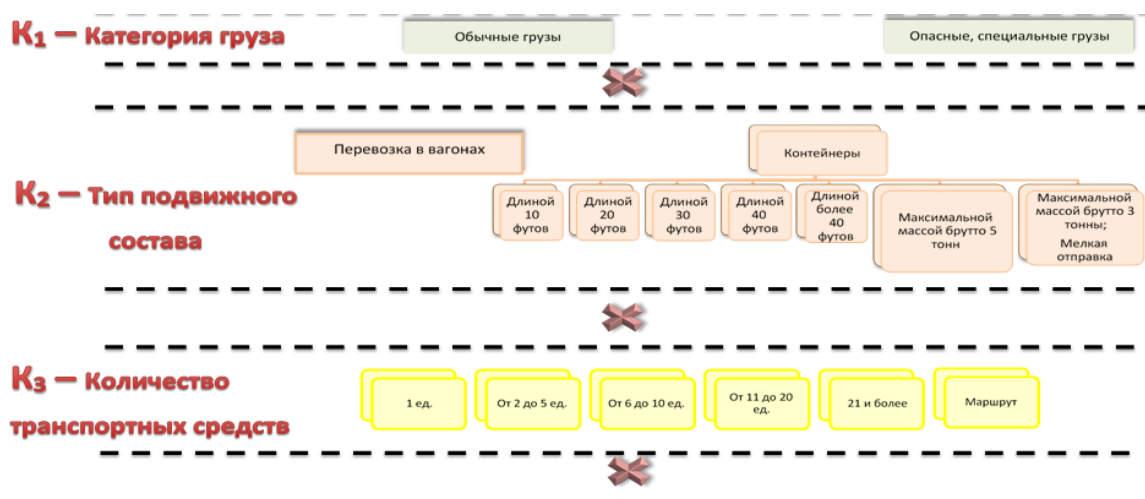 К₁ – Категория груза
Обычные грузы
Опасные, специальные грузы
Перевозка в вагонах
Контейнеры
К₂ – Тип подвижного
состава
Длиной
10
футов
Длиной
20
футов
Длиной
30
футов
Длиной
40
футов
Длиной
более
40
футов
Максимальной
массой брутто 5
тонн
Максимальной
массой брутто 3
тонны;
Мелкая
отправка
К₃ – Количество
транспортных средств
1 ед.
От 2 до 5 ед.
От 6 до 10 ед.
От 11 до 20
ед.
21 и более
Маршрут